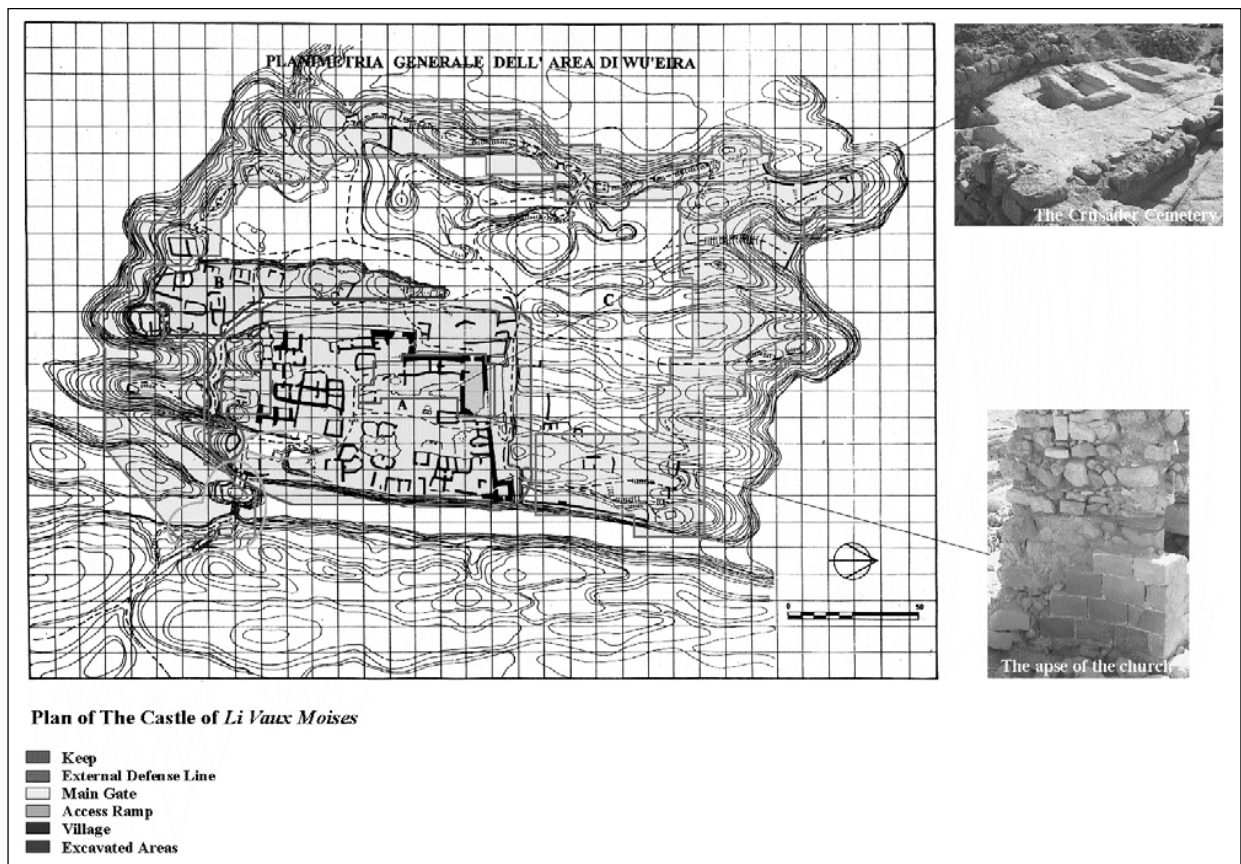 PLANIMETRIA GENERALE DELL' AREA DI WU'EIRA
The Crusader Cemetery
B
C
A
0 50
The apse of the church
Plan of The Castle of Li Vaux Moises
Keep
External Defense Line
Main Gate
Access Ramp
Village
Excavated Areas